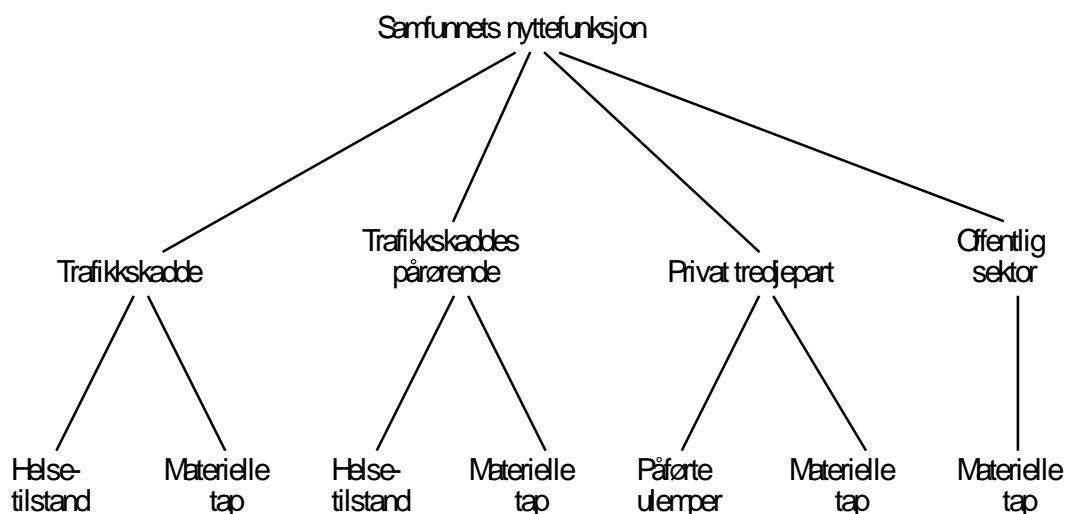 Samfunnets nyttefunksjon
Trafikkskadde
Trafikkskaddes
pårørende
Privat tredjepart
Offentlig
sektor
Helse-
tilstand
Materielle
tap
Helse-
tilstand
Materielle
tap
Påførte
ulemper
Materielle
tap
Materielle
tap